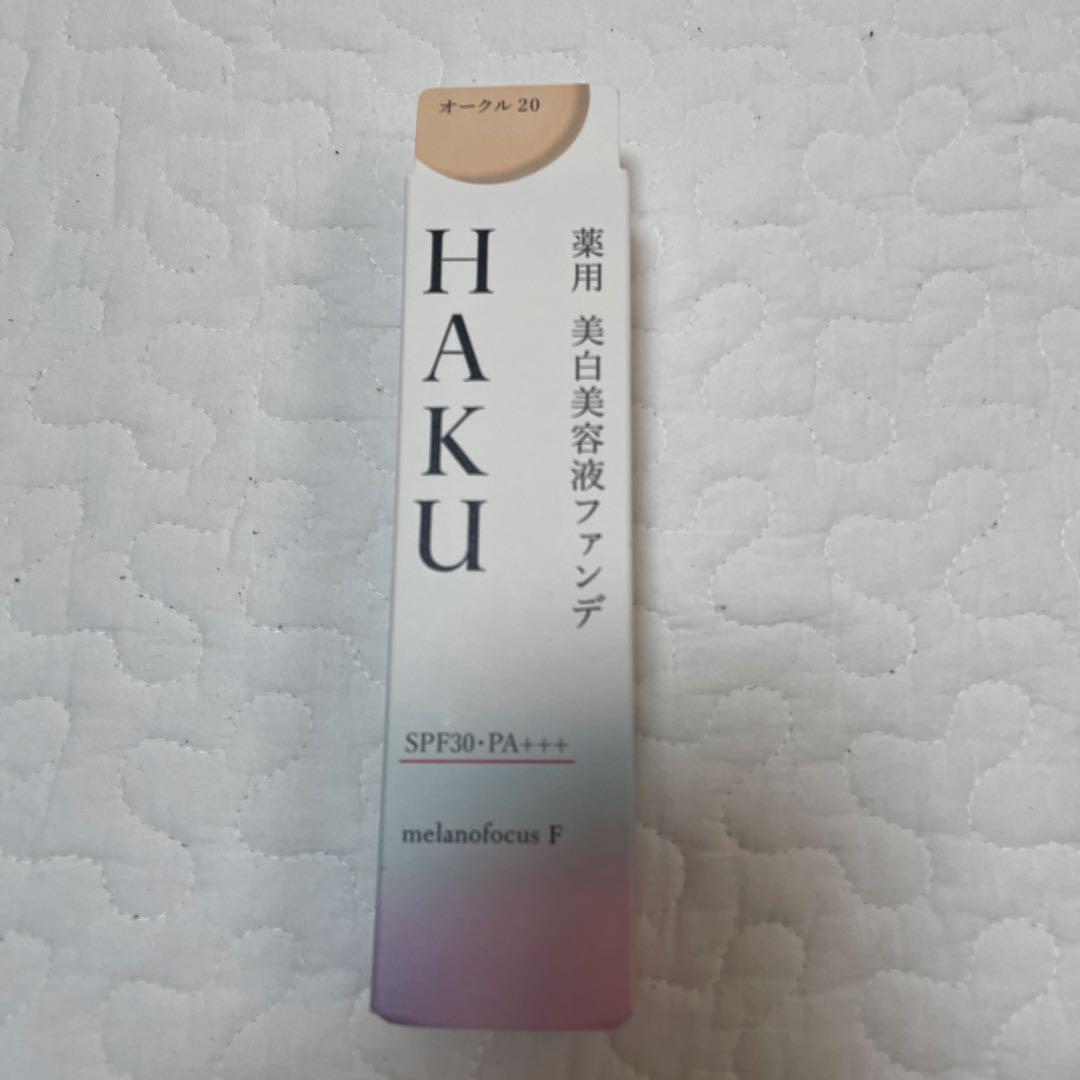 オークル 20
HAKU
薬用 美白美容液ファンデ
SPF30・PA+++
melanofocus F